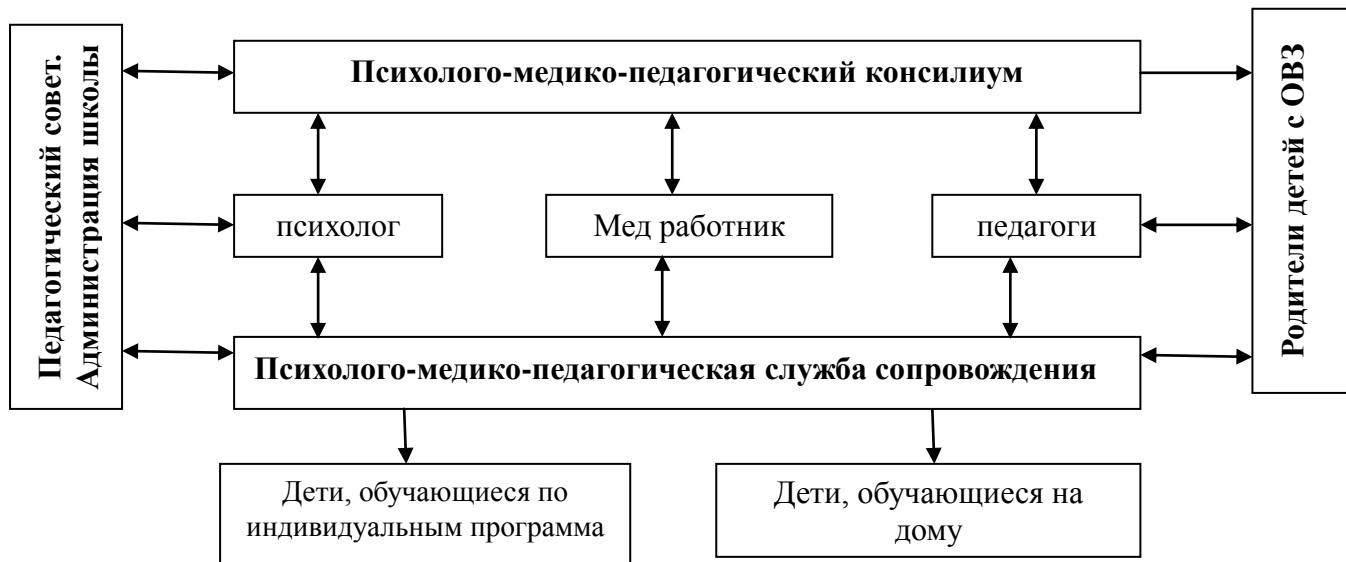 Педагогический совет.
Администрация школы
Психолого-медико-педагогический консилиум
Родители детей с ОВЗ
психолог
Мед работник
педагоги
Психолого-медико-педагогическая служба сопровождения
Дети, обучающиеся по
индивидуальным программа
Дети, обучающиеся на
дому